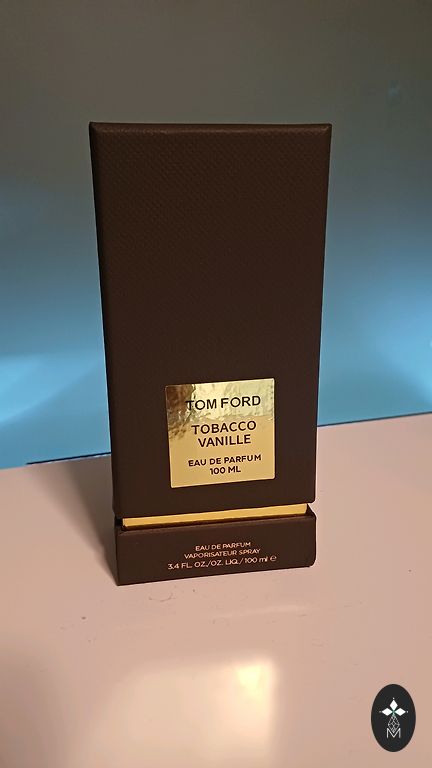 TOM FORD
TOBACCO
VANILLE
EAU DE PARFUM
100 ML
EAU DE PARFUM
VAPORISATEUR SPRAY
3.4 FL. OZ./OZ. LIQ./100 ml ℮
M